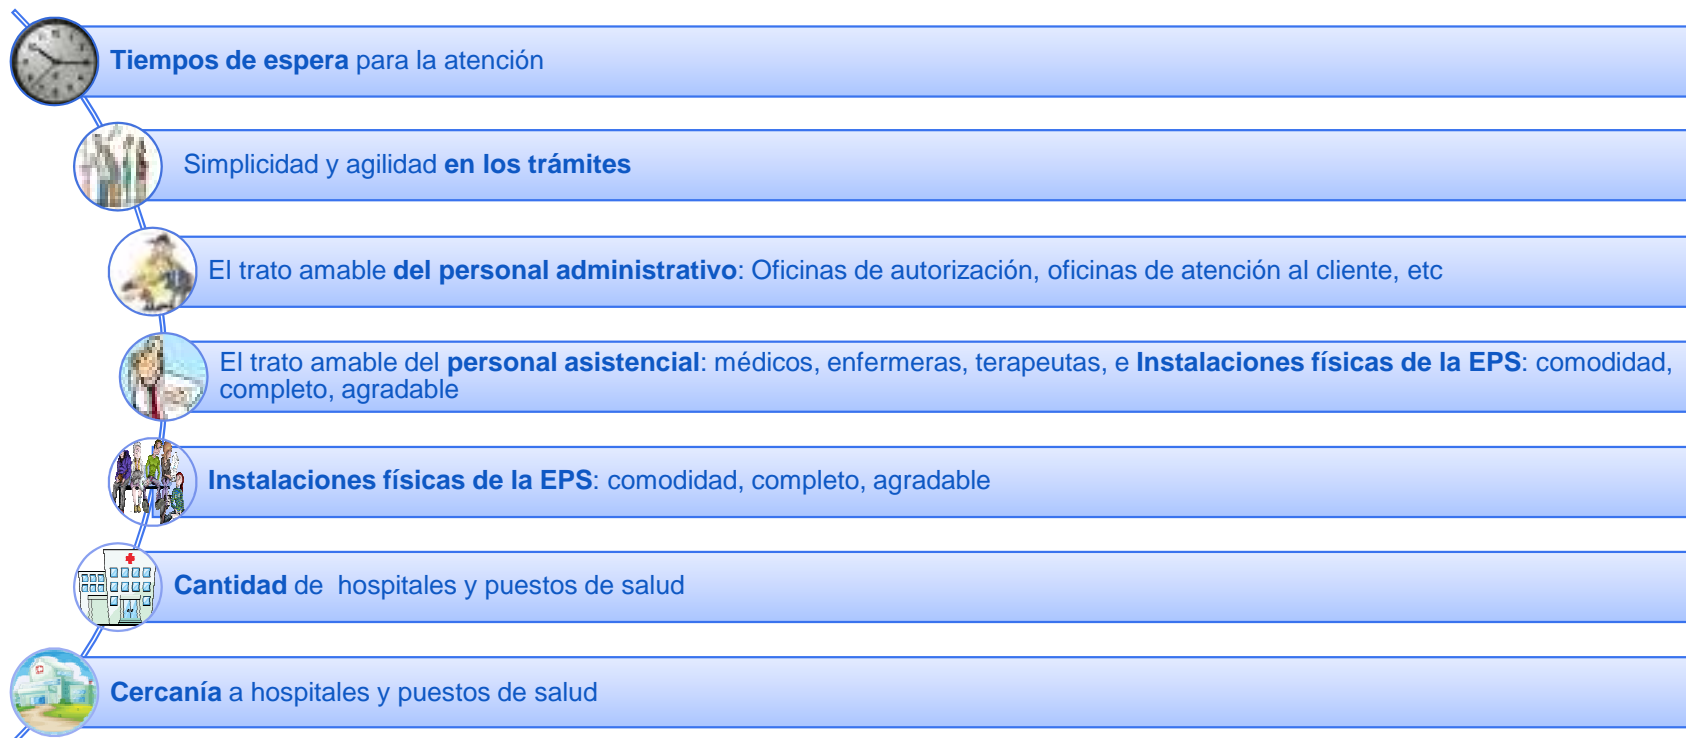 Tiempos de espera para la atención
Simplicidad y agilidad en los trámites
El trato amable del personal administrativo: Oficinas de autorización, oficinas de atención al cliente, etc
El trato amable del personal asistencial: médicos, enfermeras, terapeutas, e Instalaciones físicas de la EPS: comodidad,
completo, agradable
Instalaciones físicas de la EPS: comodidad, completo, agradable
Cantidad de hospitales y puestos de salud
Cercanía a hospitales y puestos de salud